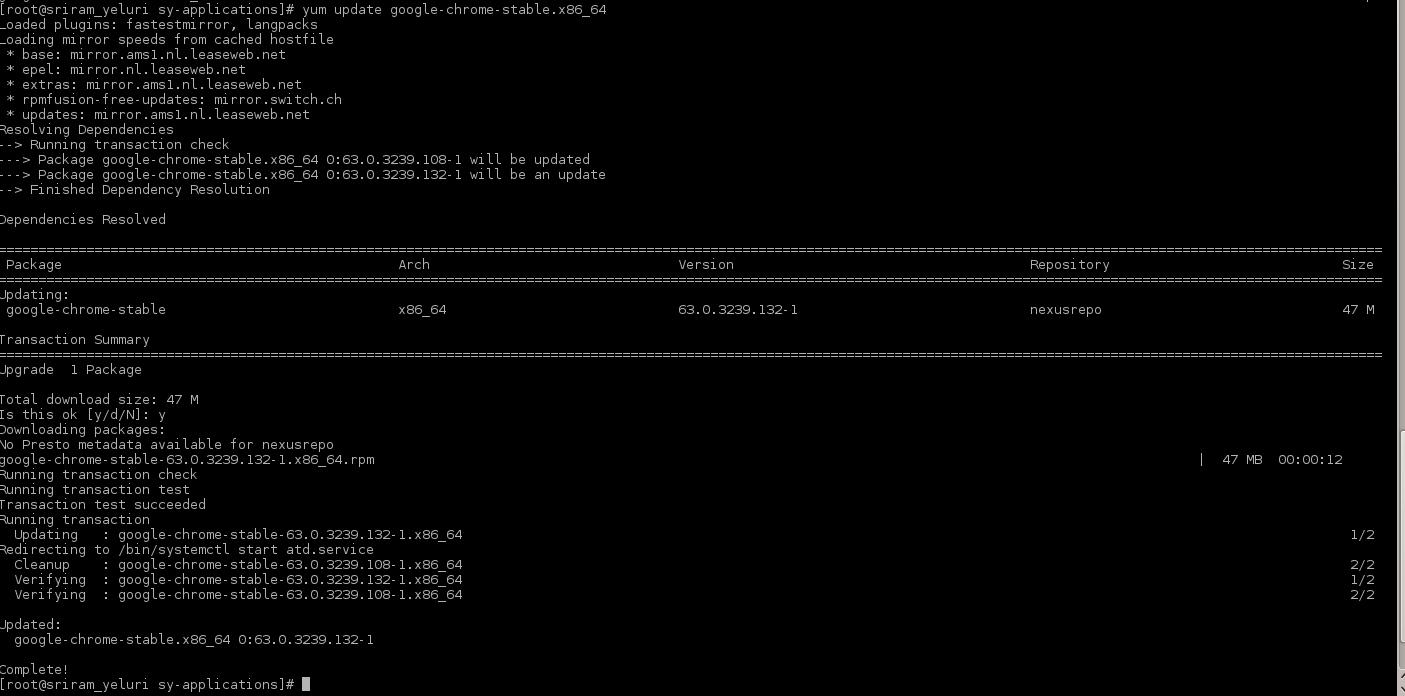 [root@sriram_yeluri sy-applications]# yum update google-chrome-stable.x86_64
Loaded plugins: fastestmirror, langpacks
Loading mirror speeds from cached hostfile
 * base: mirror.ams1.nl.leaseweb.net
 * epel: mirror.nl.leaseweb.net
 * extras: mirror.ams1.nl.leaseweb.net
 * rpmfusion-free-updates: mirror.switch.ch
 * updates: mirror.ams1.nl.leaseweb.net
Resolving Dependencies
--> Running transaction check
---> Package google-chrome-stable.x86_64 0:63.0.3239.108-1 will be updated
---> Package google-chrome-stable.x86_64 0:63.0.3239.132-1 will be an update
--> Finished Dependency Resolution
Dependencies Resolved
================================================================================
 Package Arch Version Repository Size
================================================================================
Updating:
 google-chrome-stable x86_64 63.0.3239.132-1 nexusrepo 47 M
Transaction Summary
================================================================================
Upgrade  1 Package
Total download size: 47 M
Is this ok [y/d/N]: y
Downloading packages:
No Presto metadata available for nexusrepo
google-chrome-stable-63.0.3239.132-1.x86_64.rpm | 47 MB 00:00:12
Running transaction check
Running transaction test
Transaction test succeeded
Running transaction
  Updating   : google-chrome-stable-63.0.3239.132-1.x86_64 1/2
Redirecting to /bin/systemctl start atd.service
  Cleanup    : google-chrome-stable-63.0.3239.108-1.x86_64 2/2
  Verifying  : google-chrome-stable-63.0.3239.132-1.x86_64 1/2
  Verifying  : google-chrome-stable-63.0.3239.108-1.x86_64 2/2
Updated:
  google-chrome-stable.x86_64 0:63.0.3239.132-1
Complete!
[root@sriram_yeluri sy-applications]#